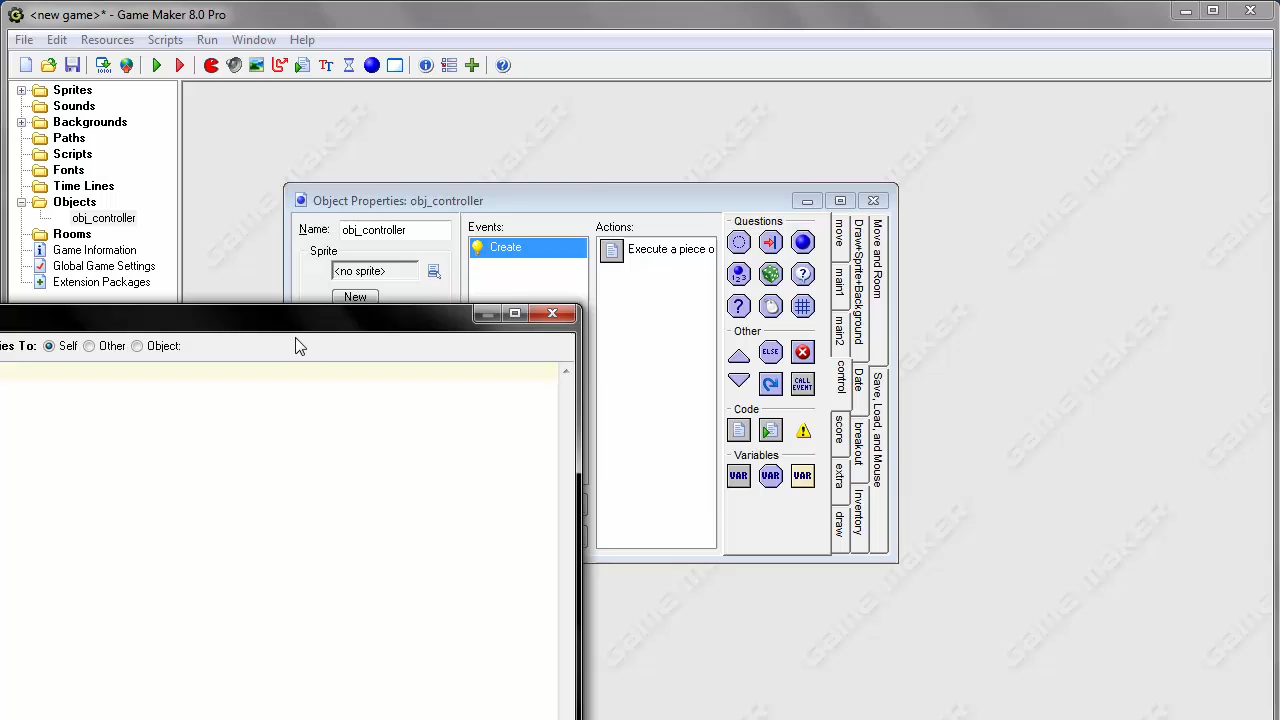 <new game>* - Game Maker 8.0 Pro
File Edit Resources Scripts Run Window Help
Sprites
Sounds
Backgrounds
Paths
Scripts
Fonts
Time Lines
Objects
obj_controller
Rooms
Game Information
Global Game Settings
Extension Packages
Object Properties: obj_controller
Name: obj_controller
Sprite
<no sprite>
New
Events:
Create
Actions:
Execute a piece o
Questions
Other
ELSE
CALL EVENT
Code
Variables
VAR VAR VAR
move
main1
main2
control
score
extra
draw
Draw+Sprite+Background
Date
breakout
Inventory
Move and Room
Save, Load, and Mouse
ies To: Self Other Object:
GAME MAKER